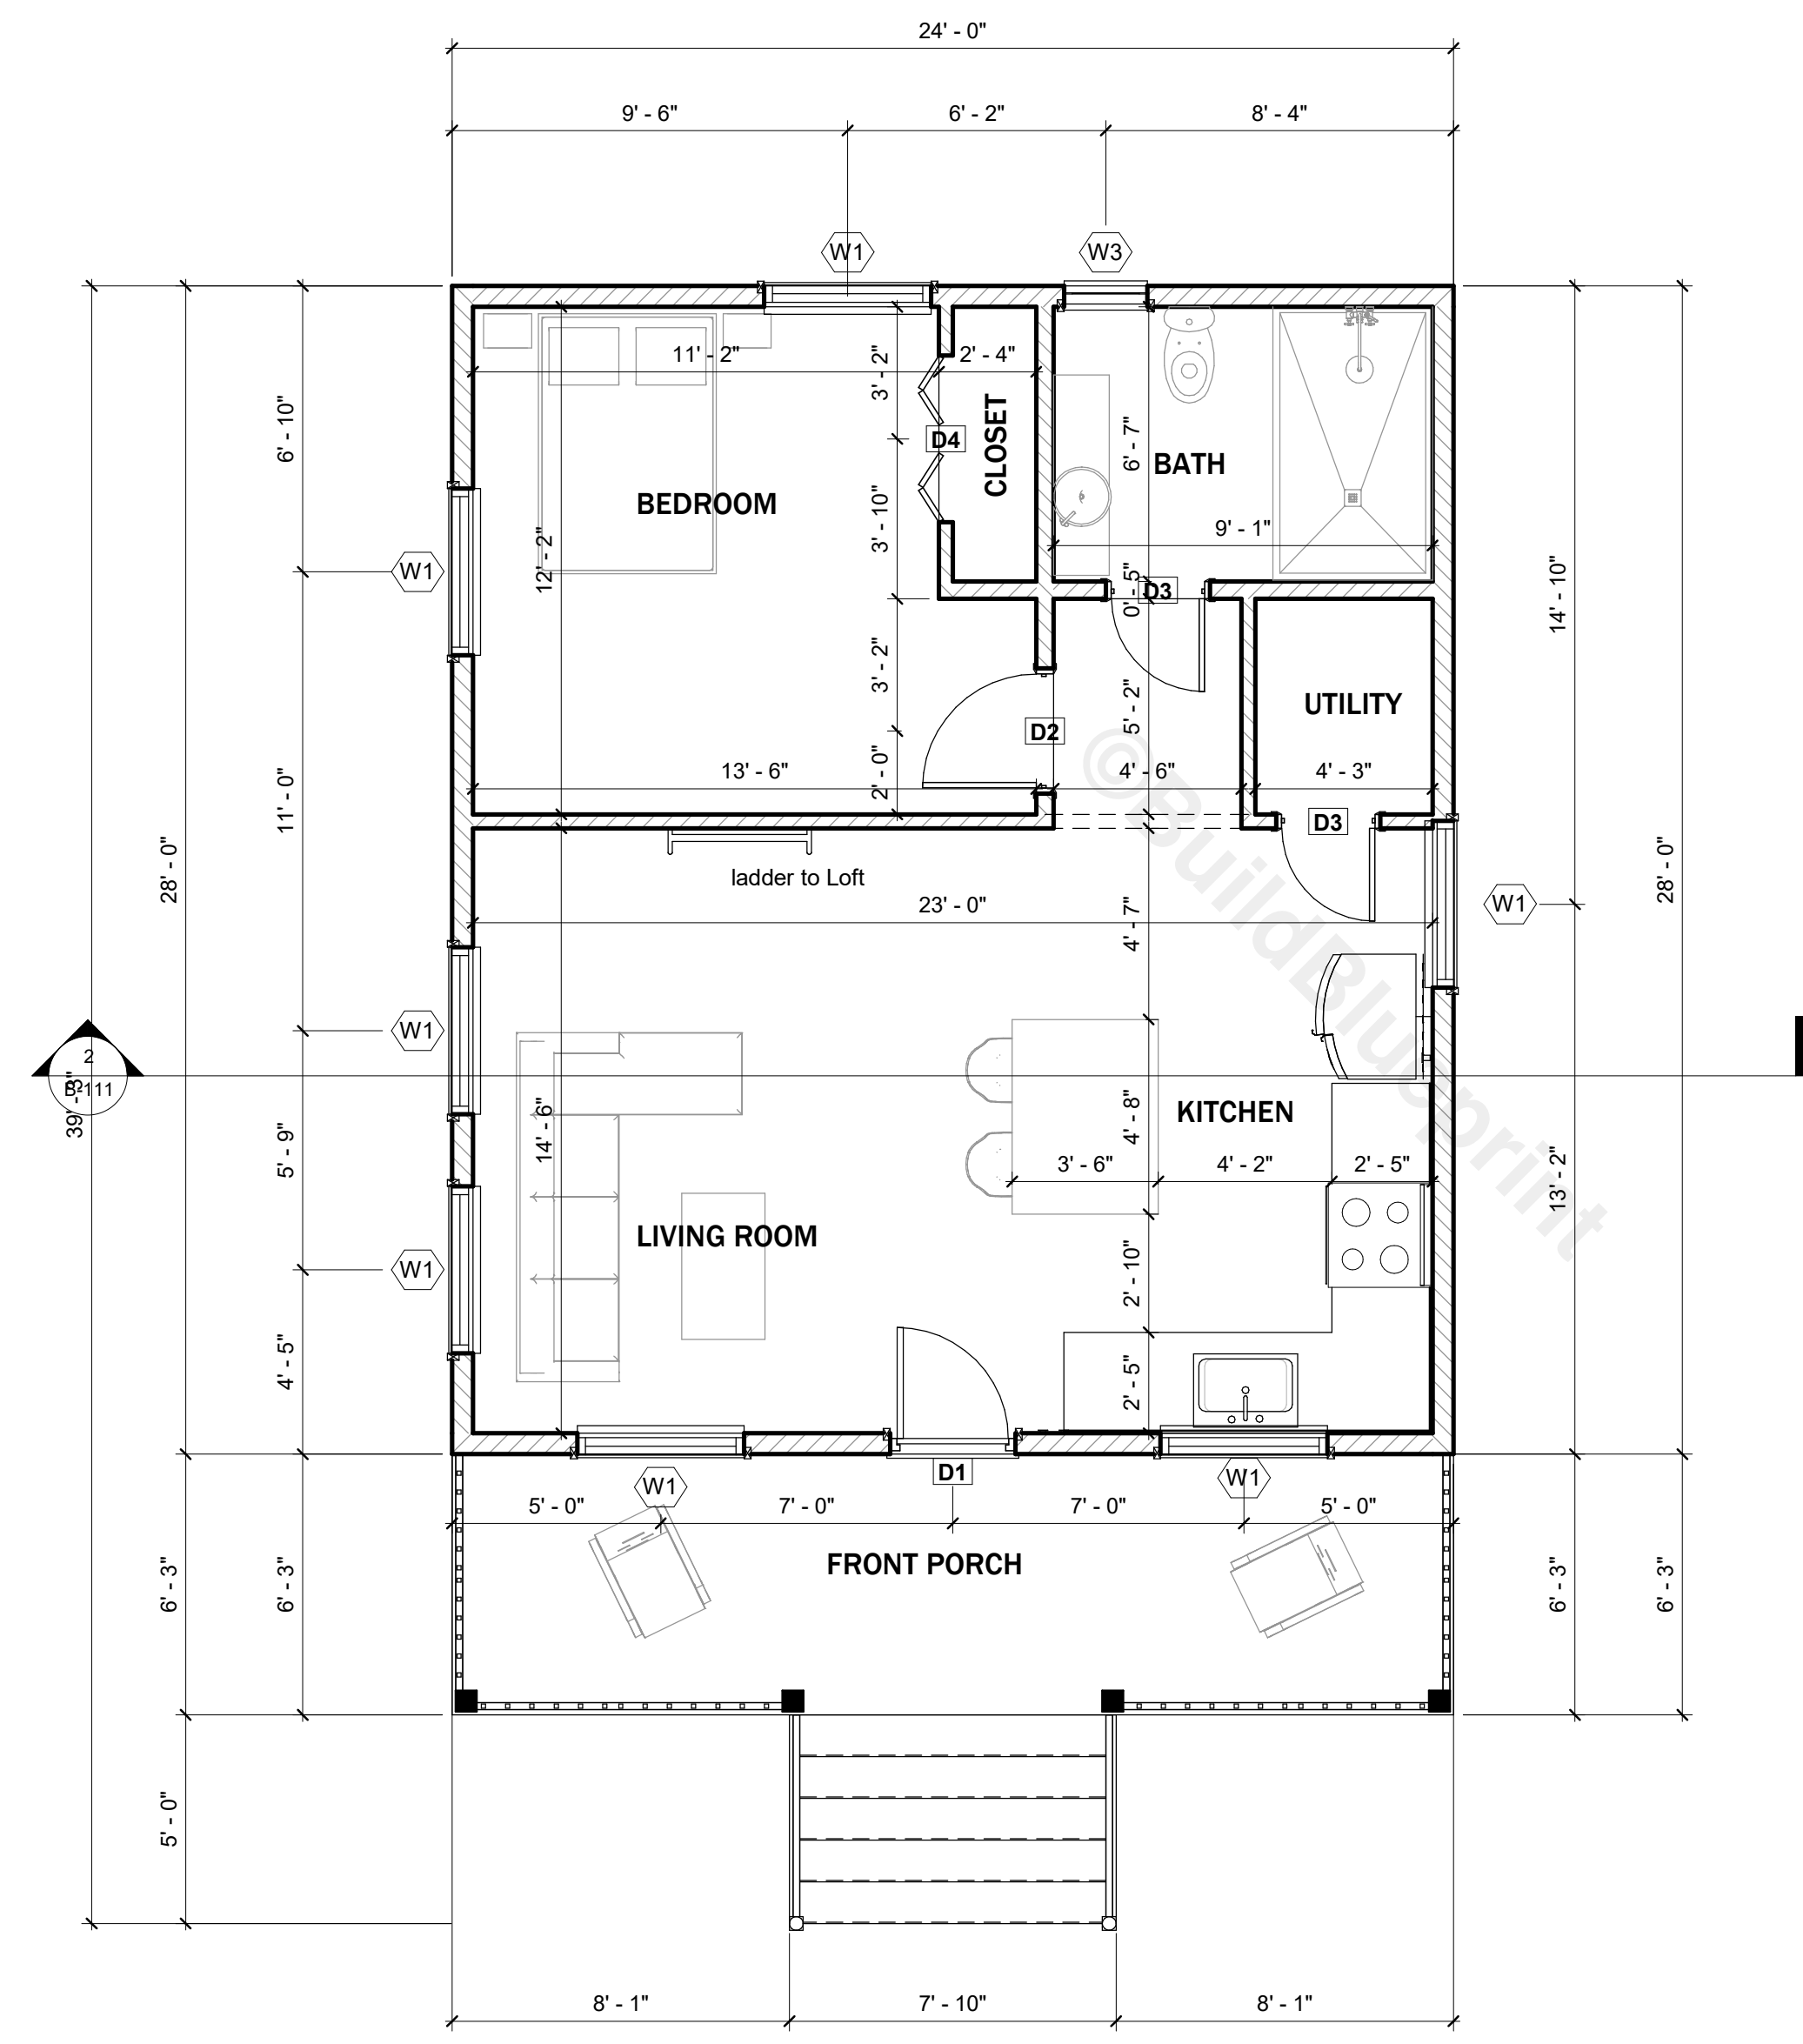 24' - 0"
9' - 6"
6' - 2"
8' - 4"
W1
W3
11' - 2"
3' - 2"
2' - 4"
6' - 10"
CLOSET
D4
6' - 7"
BATH
BEDROOM
3' - 10"
9' - 1"
12' - 2"
W1
0' - 5"
D3
14' - 10"
3' - 2"
5' - 2"
UTILITY
D2
13' - 6"
2' - 0"
4' - 6"
4' - 3"
11' - 0"
D3
28' - 0"
28' - 0"
ladder to Loft
23' - 0"
4' - 7"
W1
W1
2
B-111
39' - 3"
14' - 6"
4' - 8"
KITCHEN
5' - 9"
3' - 6"
4' - 2"
2' - 5"
13' - 2"
©BuildBlueprint
LIVING ROOM
W1
2' - 10"
4' - 5"
2' - 5"
D1
W1
W1
5' - 0"
7' - 0"
7' - 0"
5' - 0"
FRONT PORCH
6' - 3"
6' - 3"
6' - 3"
6' - 3"
5' - 0"
8' - 1"
7' - 10"
8' - 1"